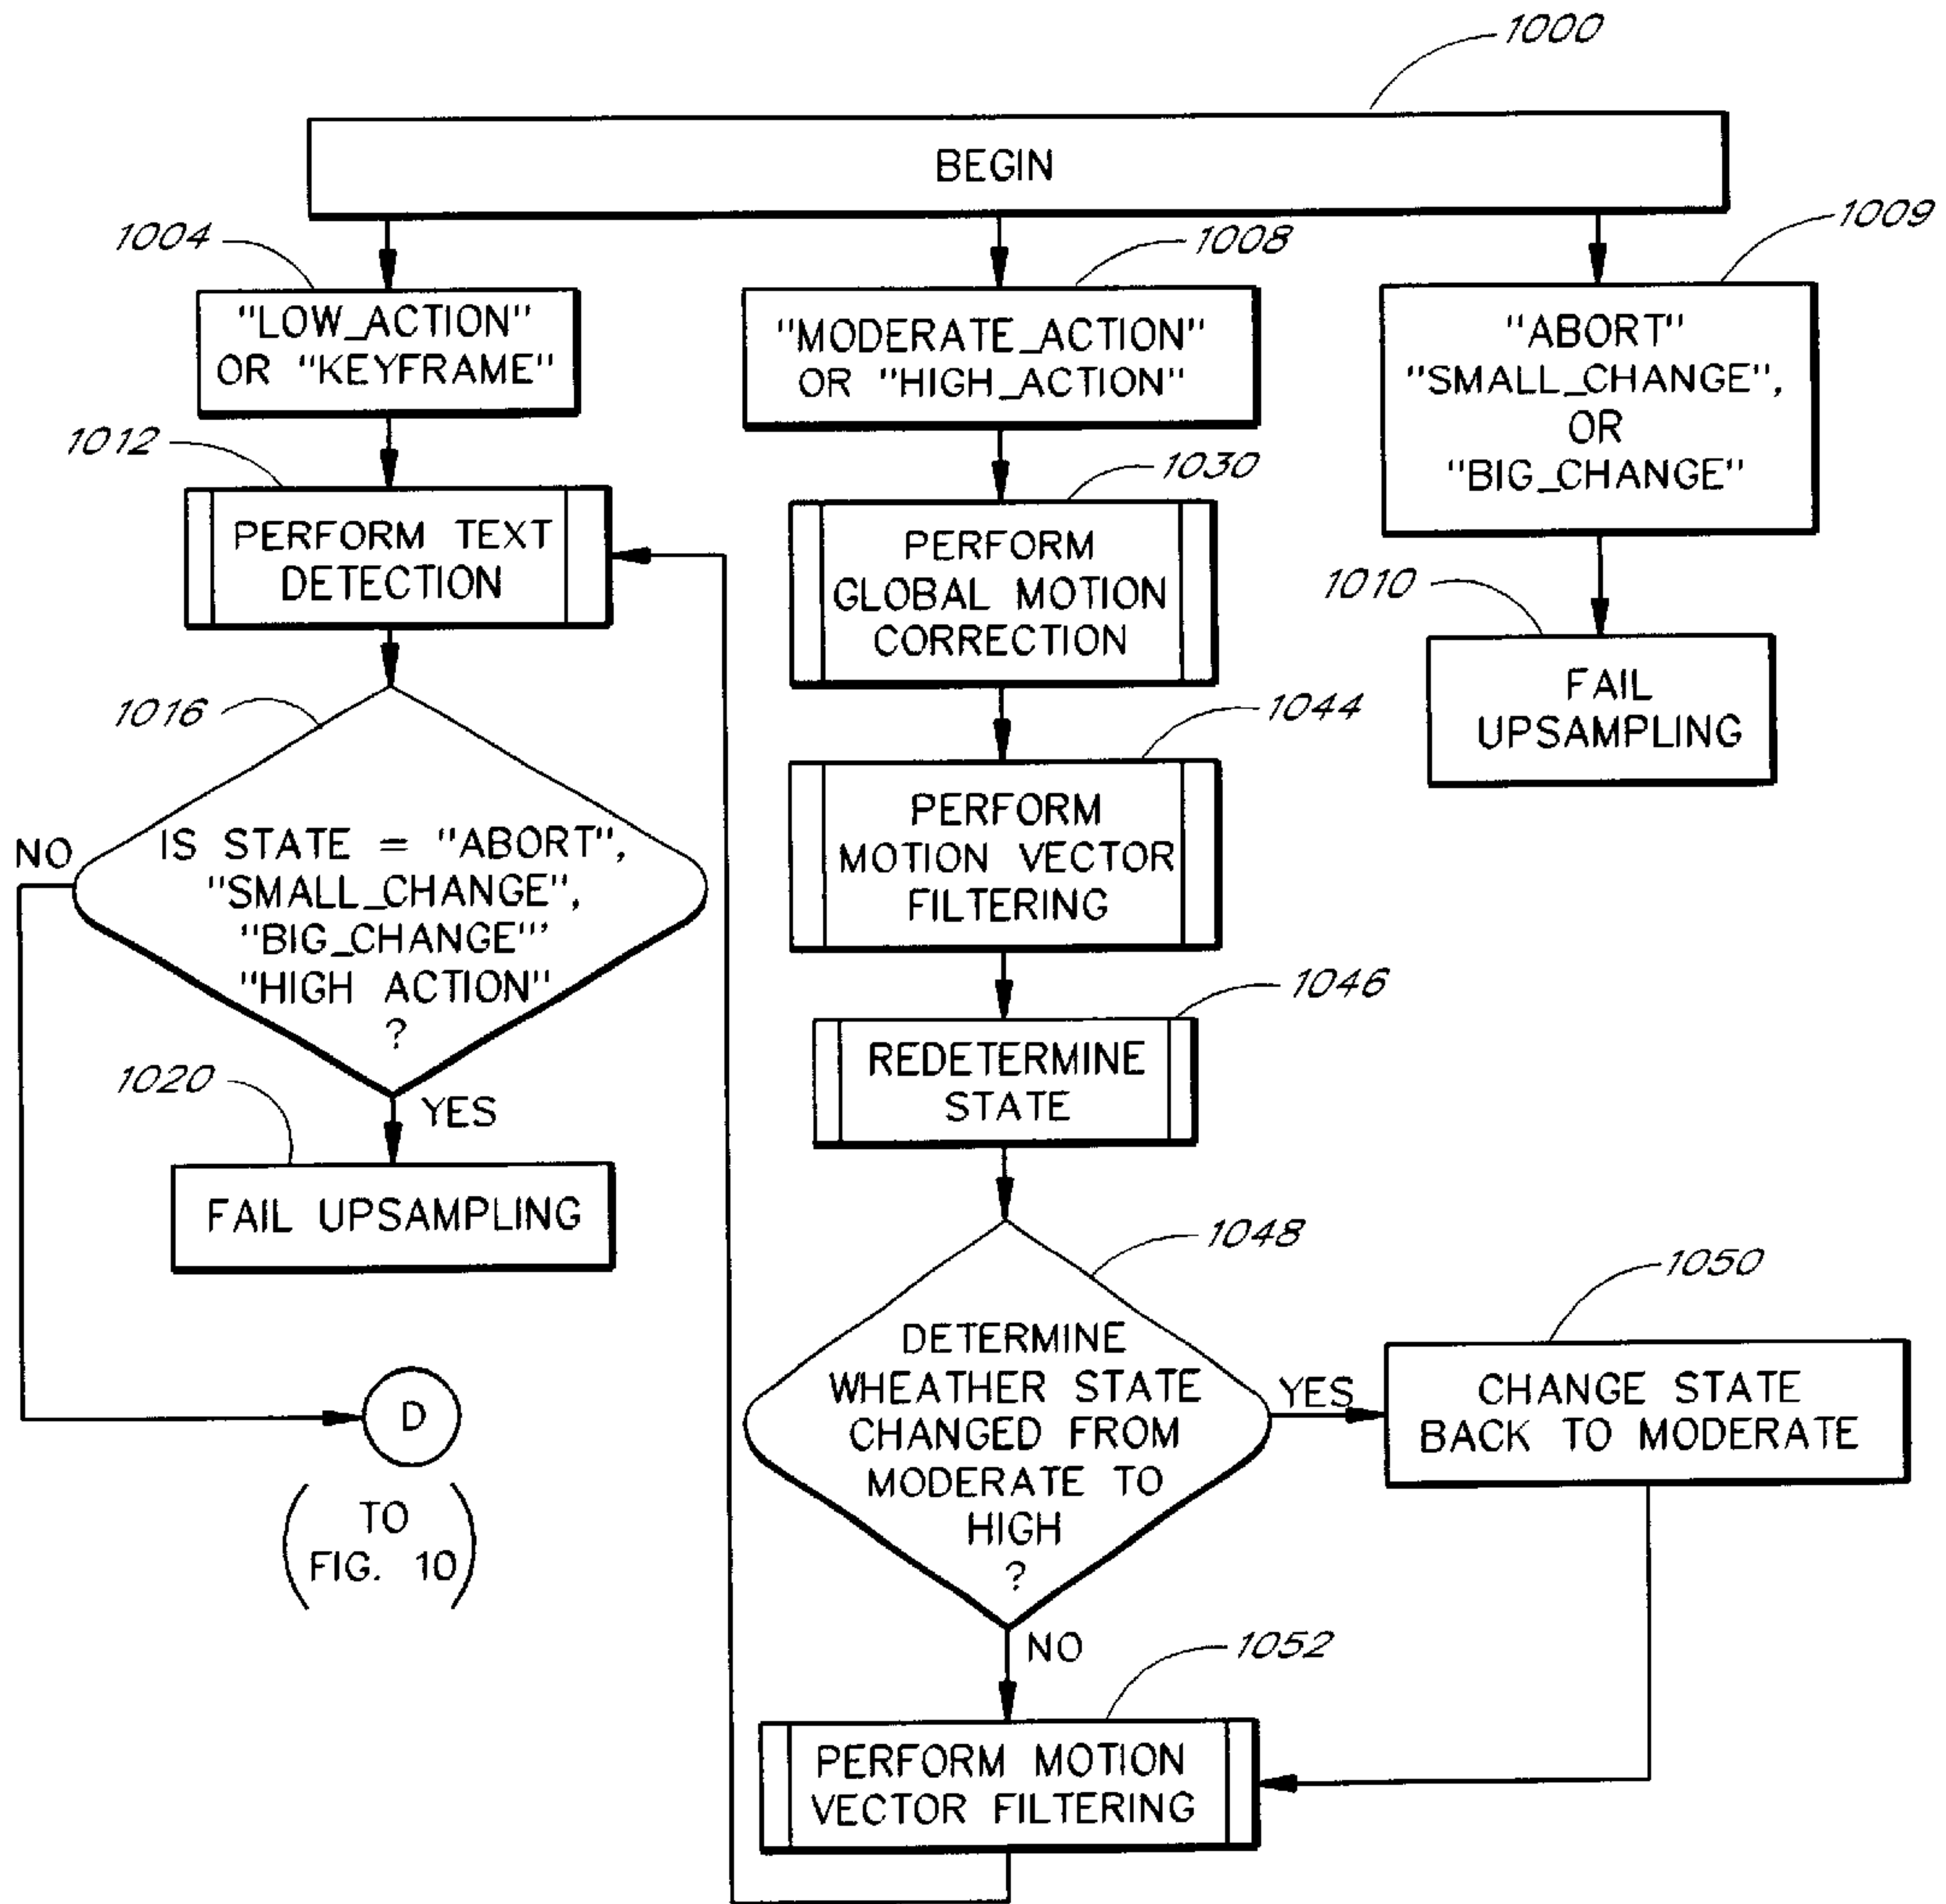 1000
BEGIN
1004
"LOW_ACTION"
OR "KEYFRAME"
1008
"MODERATE_ACTION"
OR "HIGH_ACTION"
1009
"ABORT"
"SMALL_CHANGE",
OR
"BIG_CHANGE"
1010
FAIL
UPSAMPLING
1012
PERFORM TEXT
DETECTION
1016
IS STATE = "ABORT",
"SMALL_CHANGE",
"BIG_CHANGE"'
"HIGH ACTION"
?
NO
YES
1020
FAIL UPSAMPLING
D
(TO
FIG. 10)
1030
PERFORM
GLOBAL MOTION
CORRECTION
1044
PERFORM
MOTION VECTOR
FILTERING
1046
REDETERMINE
STATE
1048
DETERMINE
WHEATHER STATE
CHANGED FROM
MODERATE TO
HIGH
?
YES
NO
1050
CHANGE STATE
BACK TO MODERATE
1052
PERFORM MOTION
VECTOR FILTERING